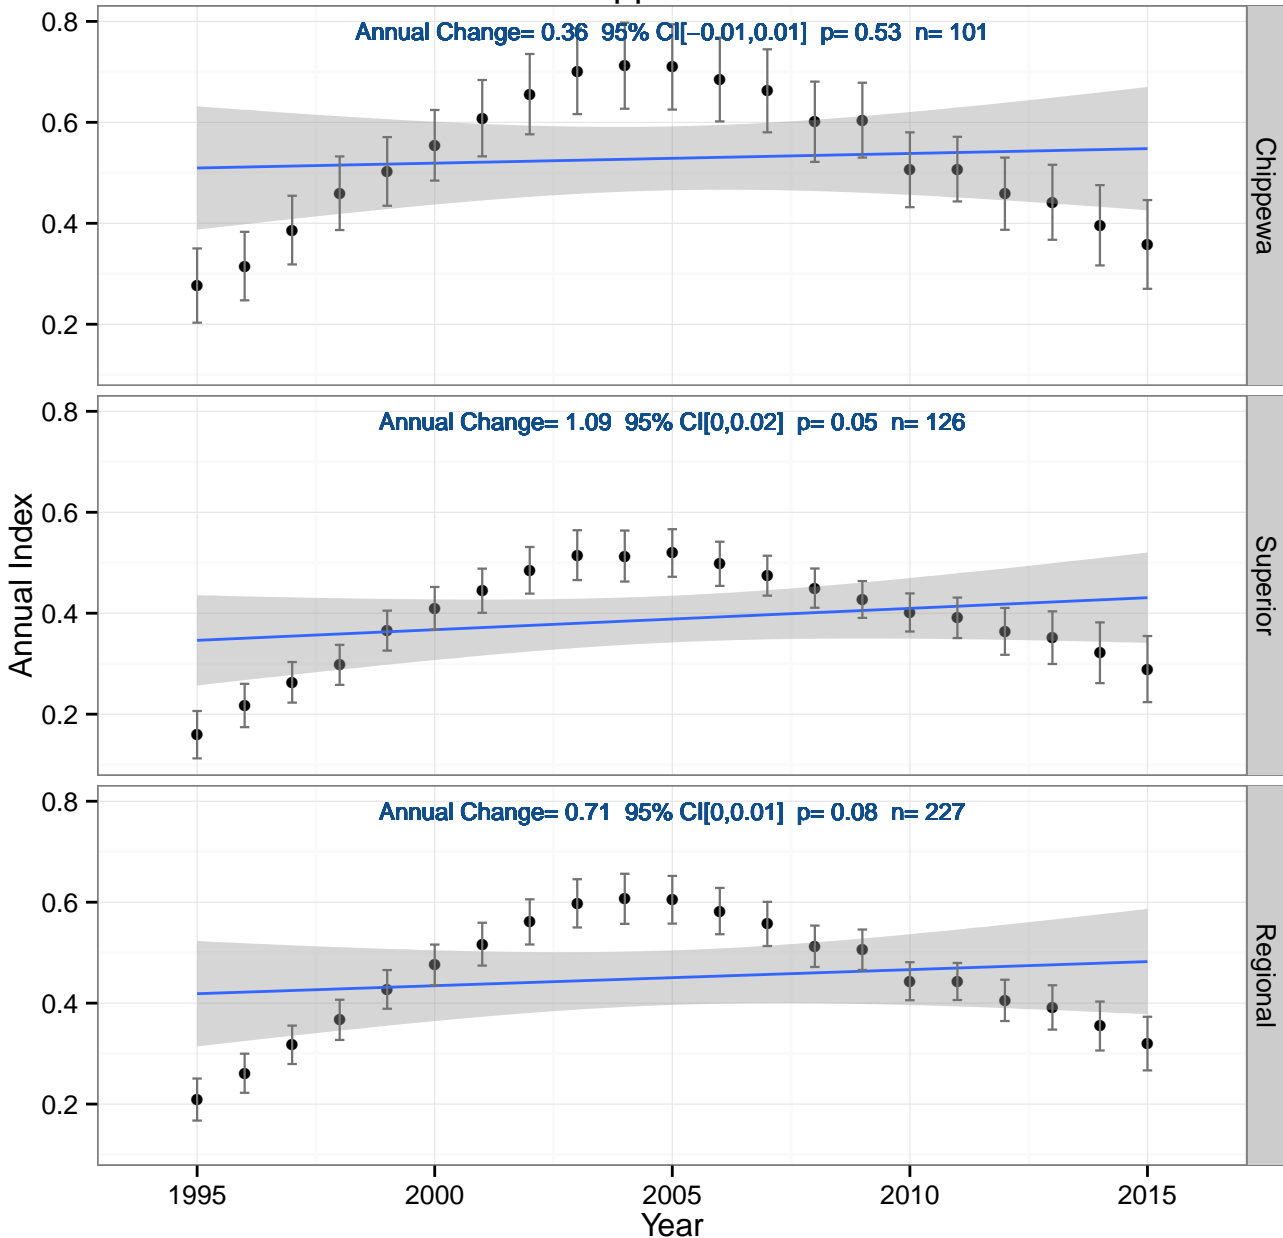 Annual Change= 0.36  95% CI[−0.01,0.01]  p= 0.53  n= 101
0.8
0.6
0.4
0.2
Chippewa
Annual Change= 1.09  95% CI[0,0.02]  p= 0.05  n= 126
0.8
0.6
0.4
0.2
Superior
Annual Index
Annual Change= 0.71  95% CI[0,0.01]  p= 0.08  n= 227
0.8
0.6
0.4
0.2
Regional
1995 2000 2005 2010 2015
Year